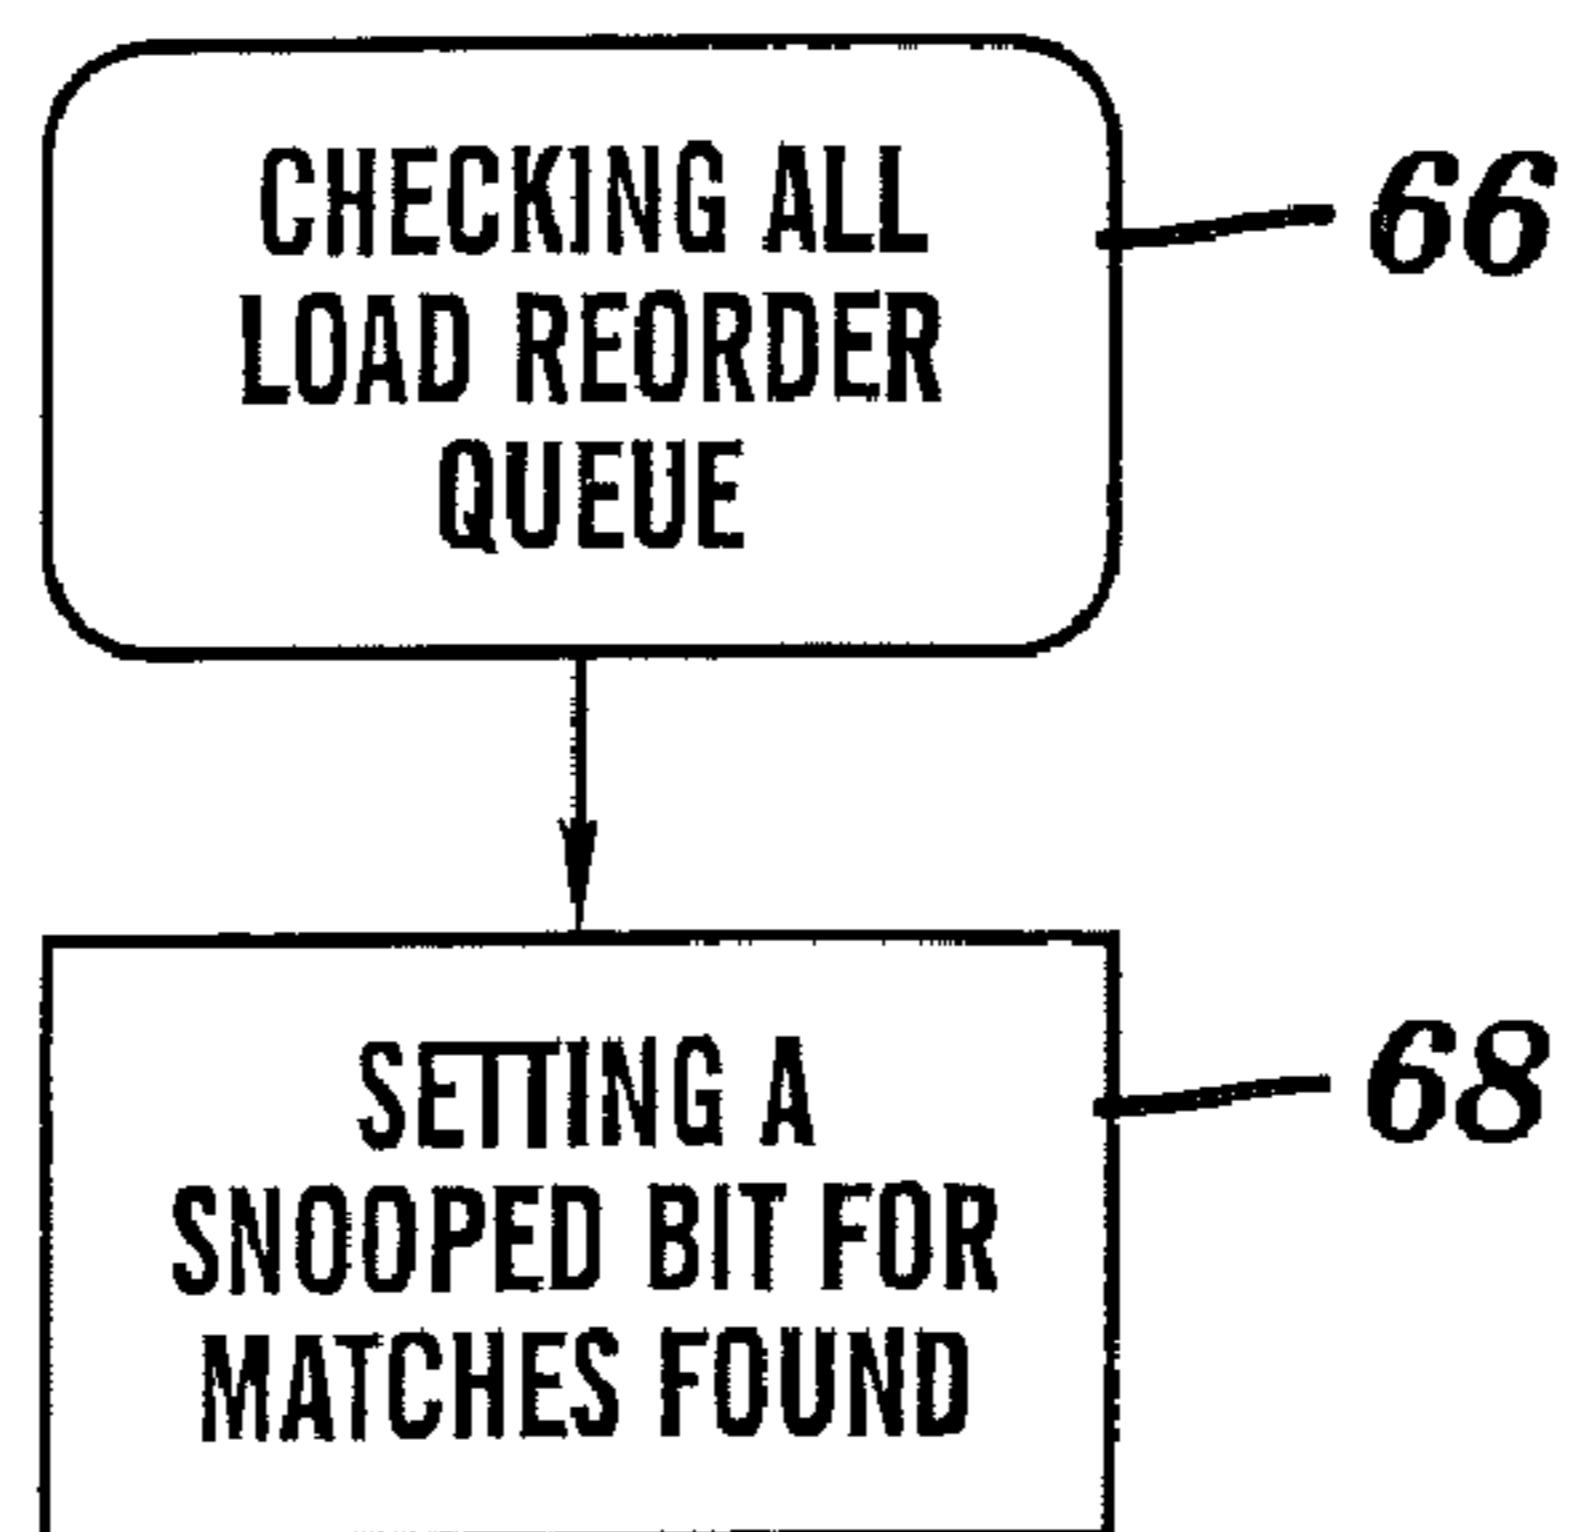 CHECKING ALL
LOAD REORDER
QUEUE
66
SETTING A
SNOOPED BIT FOR
MATCHES FOUND
68